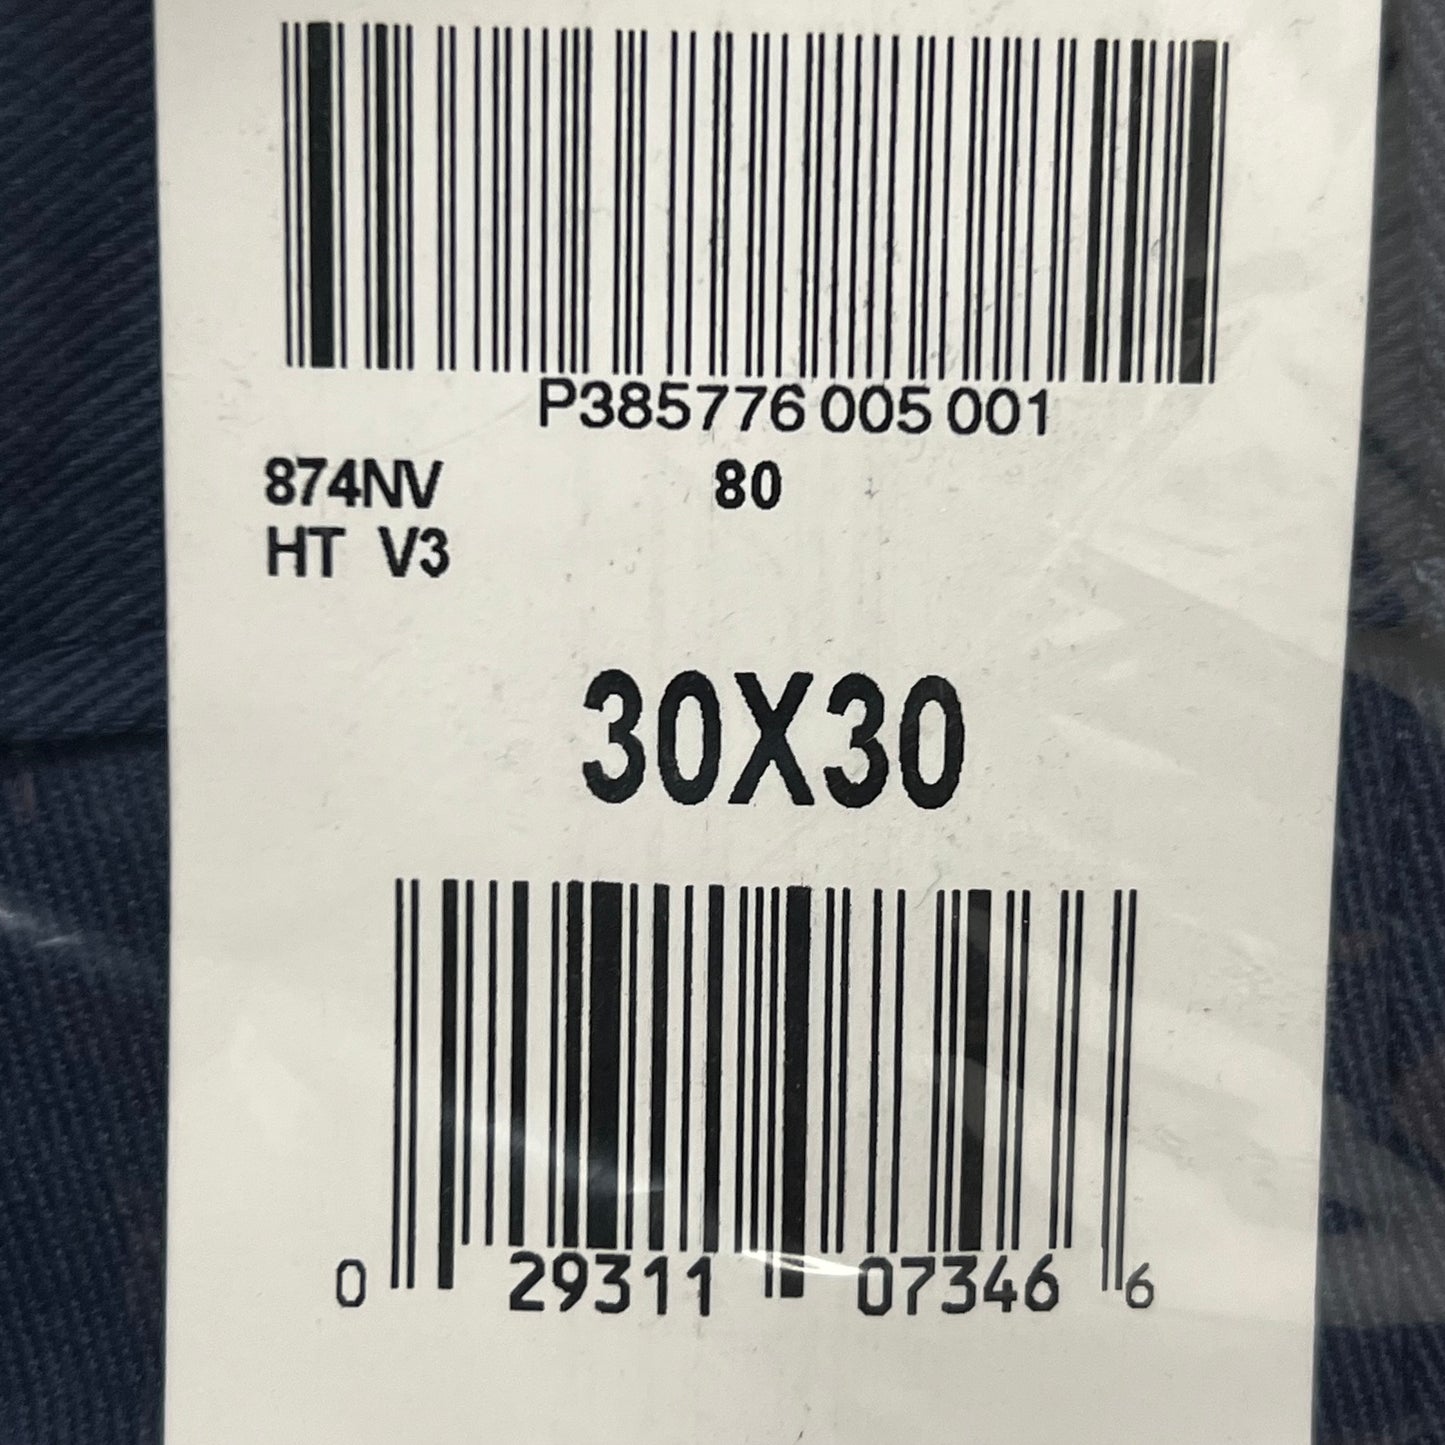 P385776 005 001
874NV 80
HT V3
30X30
0 29311 07346 6